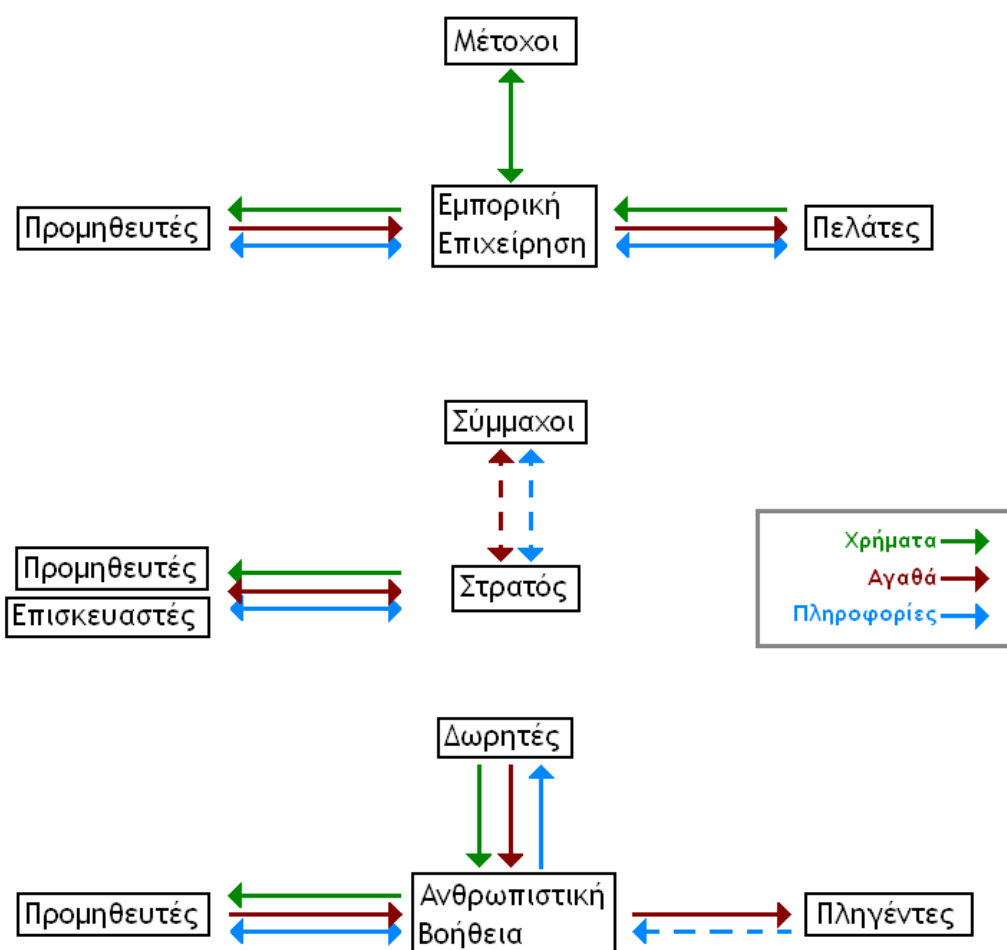 Μέτοχοι
Προμηθευτές
Εμπορική
Επιχείρηση
Πελάτες
Σύμμαχοι
Προμηθευτές
Επισκευαστές
Στρατός
Χρήματα
Αγαθά
Πληροφορίες
Δωρητές
Προμηθευτές
Ανθρωπιστική
Βοήθεια
Πληγέντες